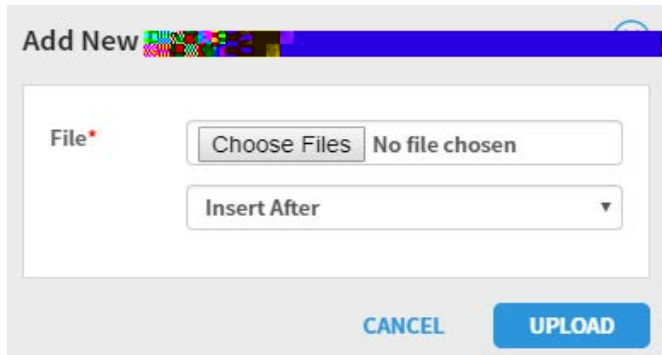 Add New
File*
Choose Files No file chosen
Insert After
CANCEL UPLOAD